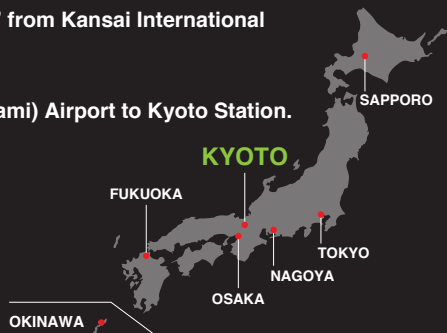 from Kansai International
ami) Airport to Kyoto Station.
SAPPORO
KYOTO
FUKUOKA
TOKYO
NAGOYA
OSAKA
OKINAWA